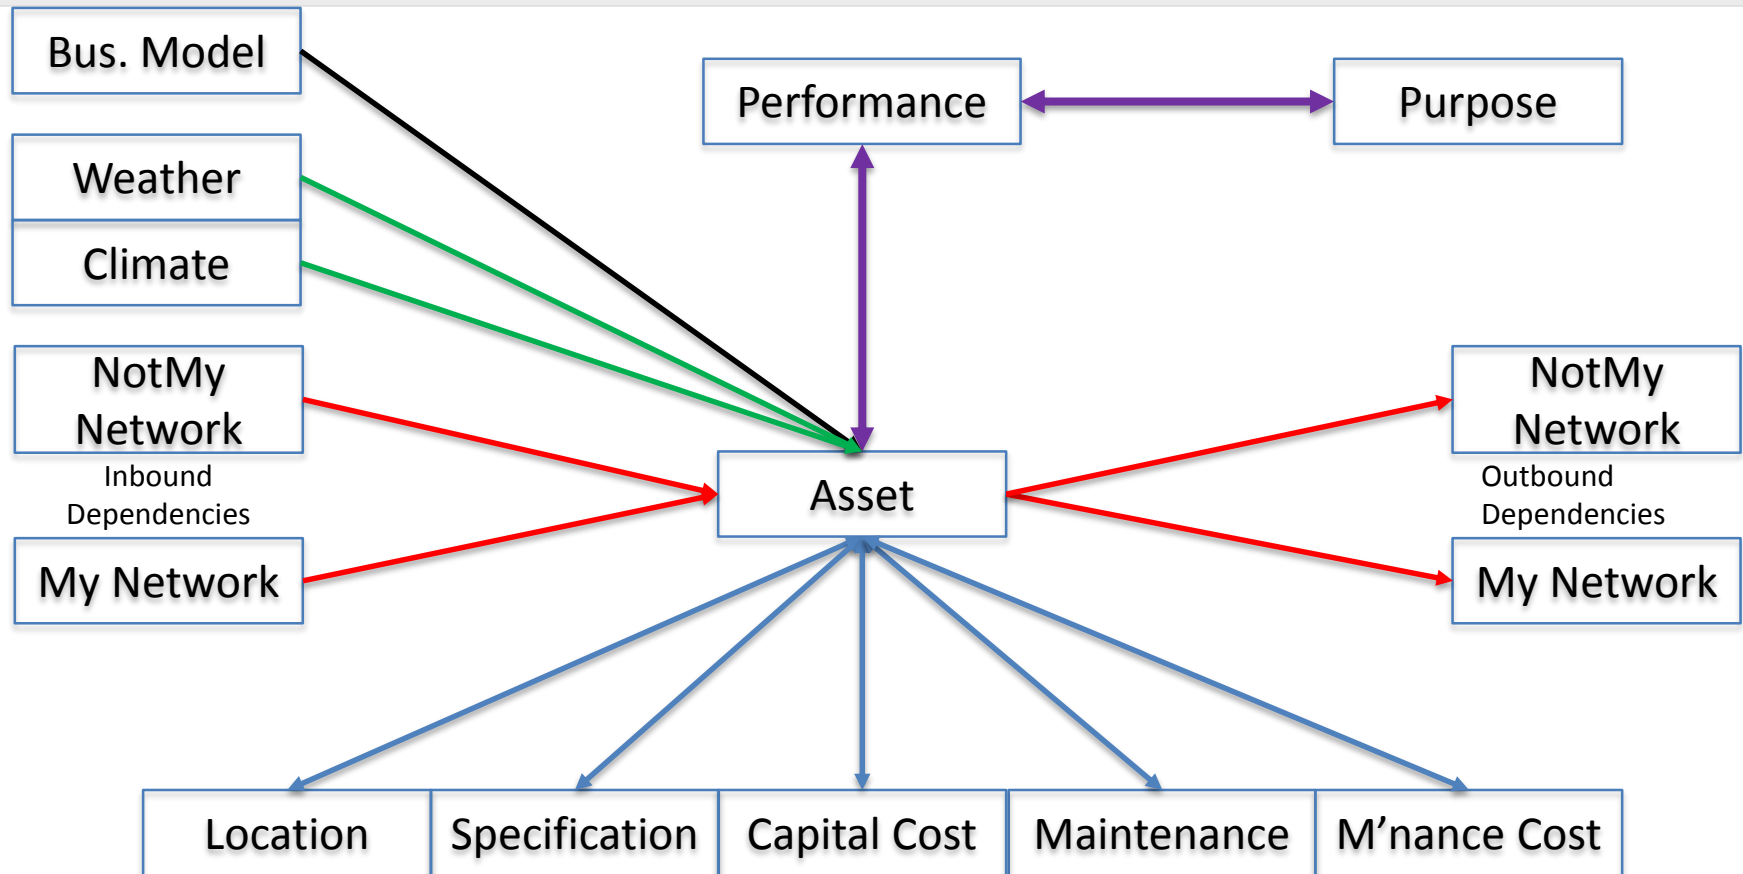 Bus. Model
Performance
Purpose
Weather
Climate
NotMy
Network
Inbound
Dependencies
My Network
Asset
NotMy
Network
Outbound
Dependencies
My Network
Location
Specification
Capital Cost
Maintenance
M’nance Cost